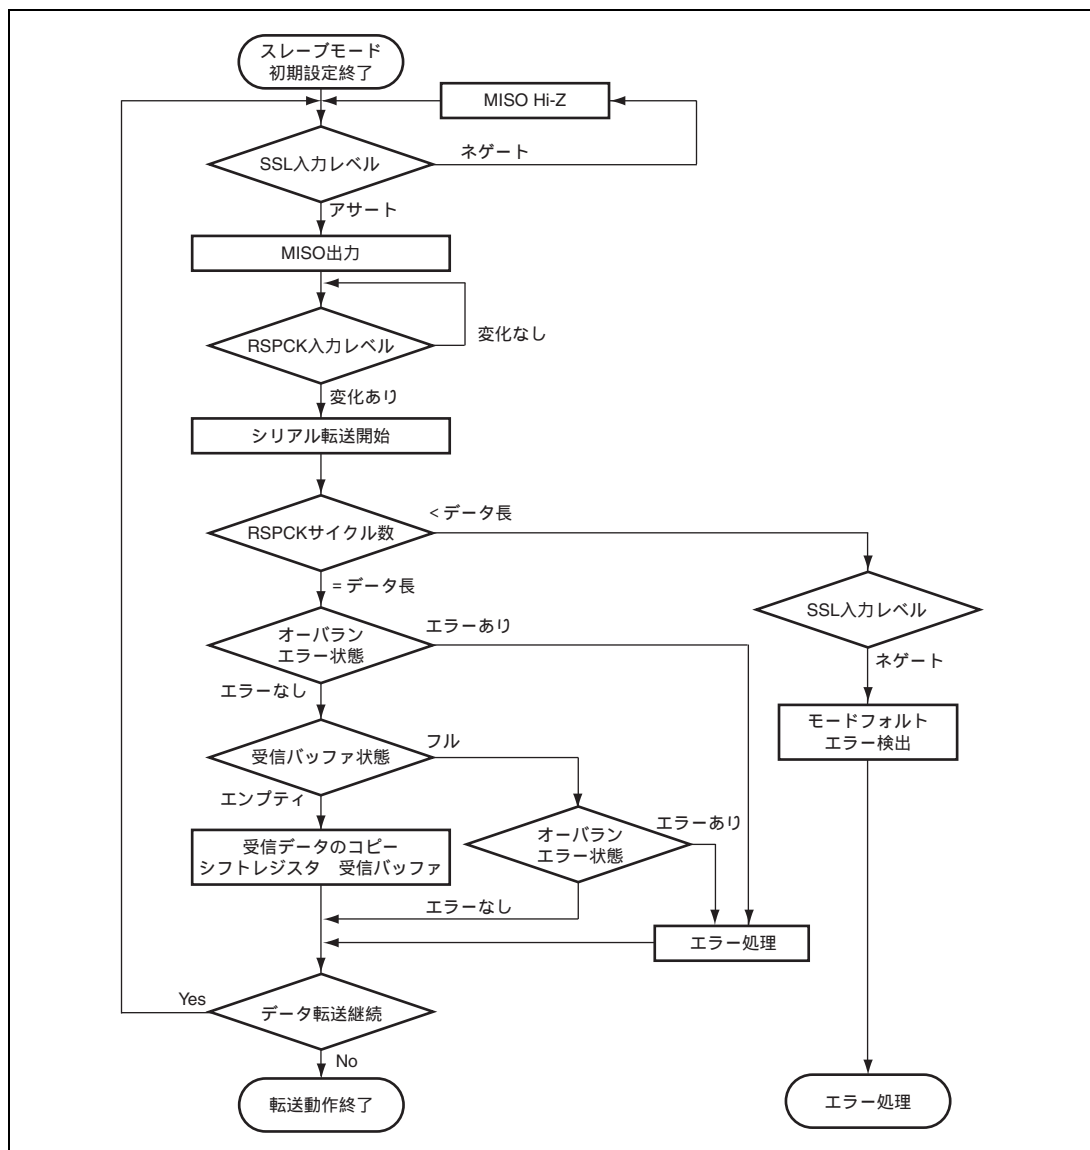 スレーブモード
初期設定終了
MISO Hi-Z
SSL入力レベル
ネゲート
アサート
MISO出力
RSPCK入力レベル
変化なし
変化あり
シリアル転送開始
RSPCKサイクル数
< データ長
= データ長
SSL入力レベル
オーバラン
エラー状態
エラーあり
エラーなし
ネゲート
モードフォルト
エラー検出
受信バッファ状態
フル
エンプティ
オーバラン
エラー状態
エラーあり
受信データのコピー
シフトレジスタ 受信バッファ
エラーなし
エラー処理
データ転送継続
Yes
No
転送動作終了
エラー処理